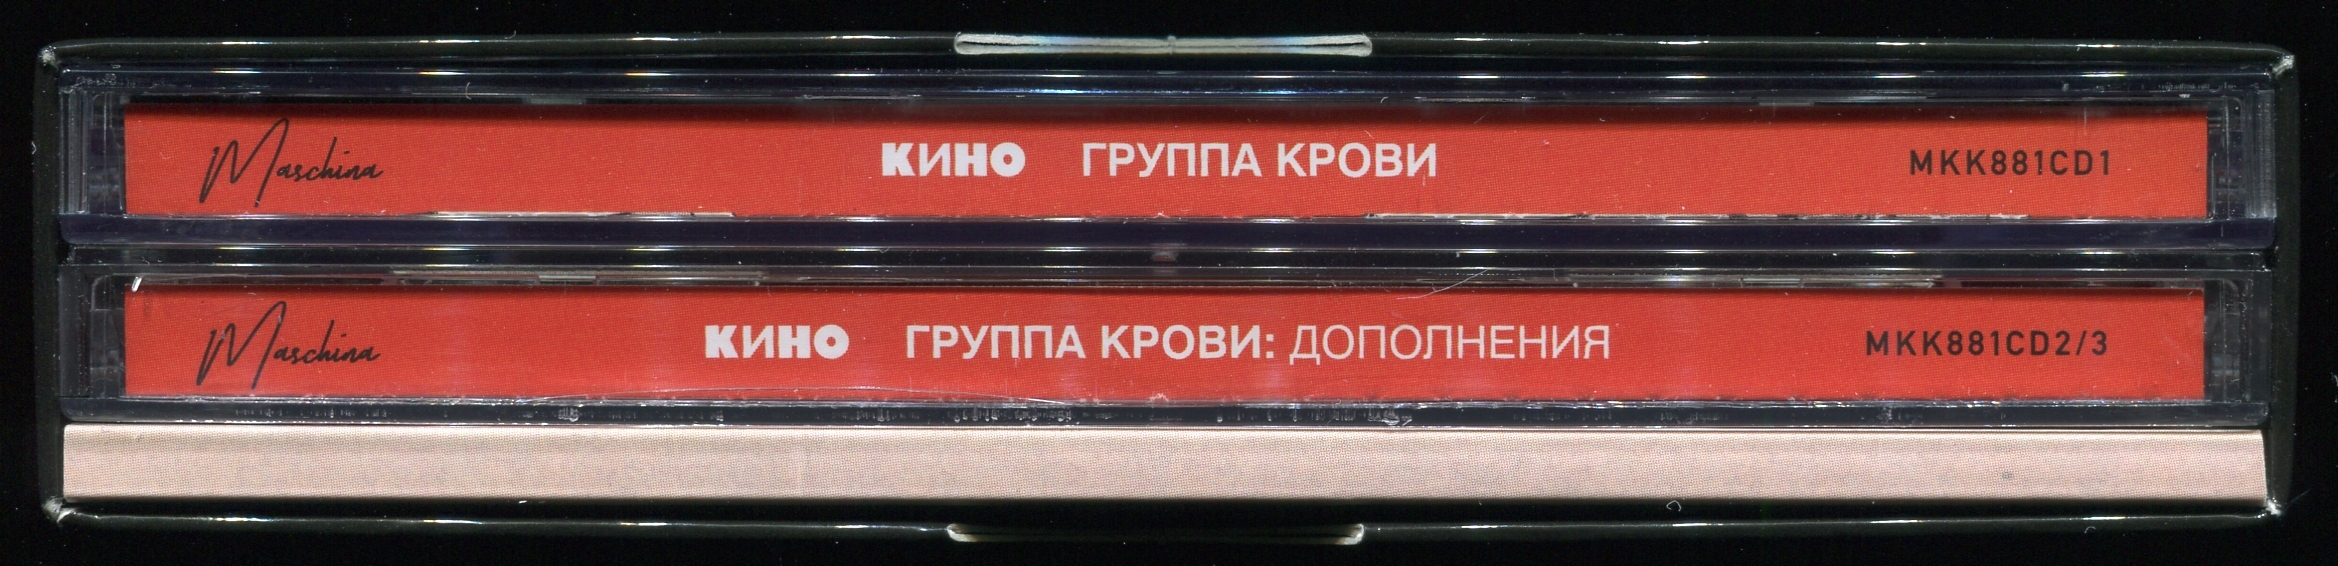 Maschina КИНО ГРУППА КРОВИ MKK881CD1
Maschina КИНО ГРУППА КРОВИ: ДОПОЛНЕНИЯ MKK881CD2/3